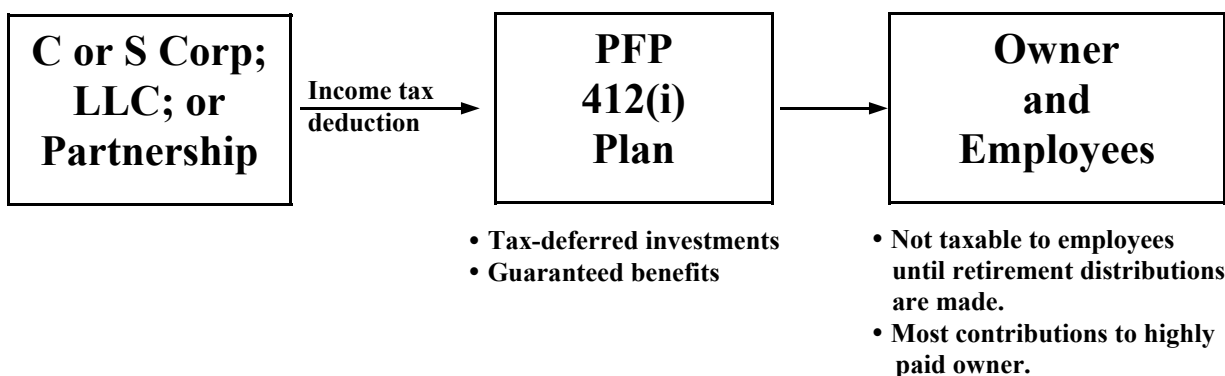 C or S Corp;
LLC; or
Partnership
Income tax
deduction
PFP
412(i)
Plan
Owner
and
Employees
• Tax-deferred investments
• Guaranteed benefits
• Not taxable to employees
until retirement distributions
are made.
• Most contributions to highly
paid owner.